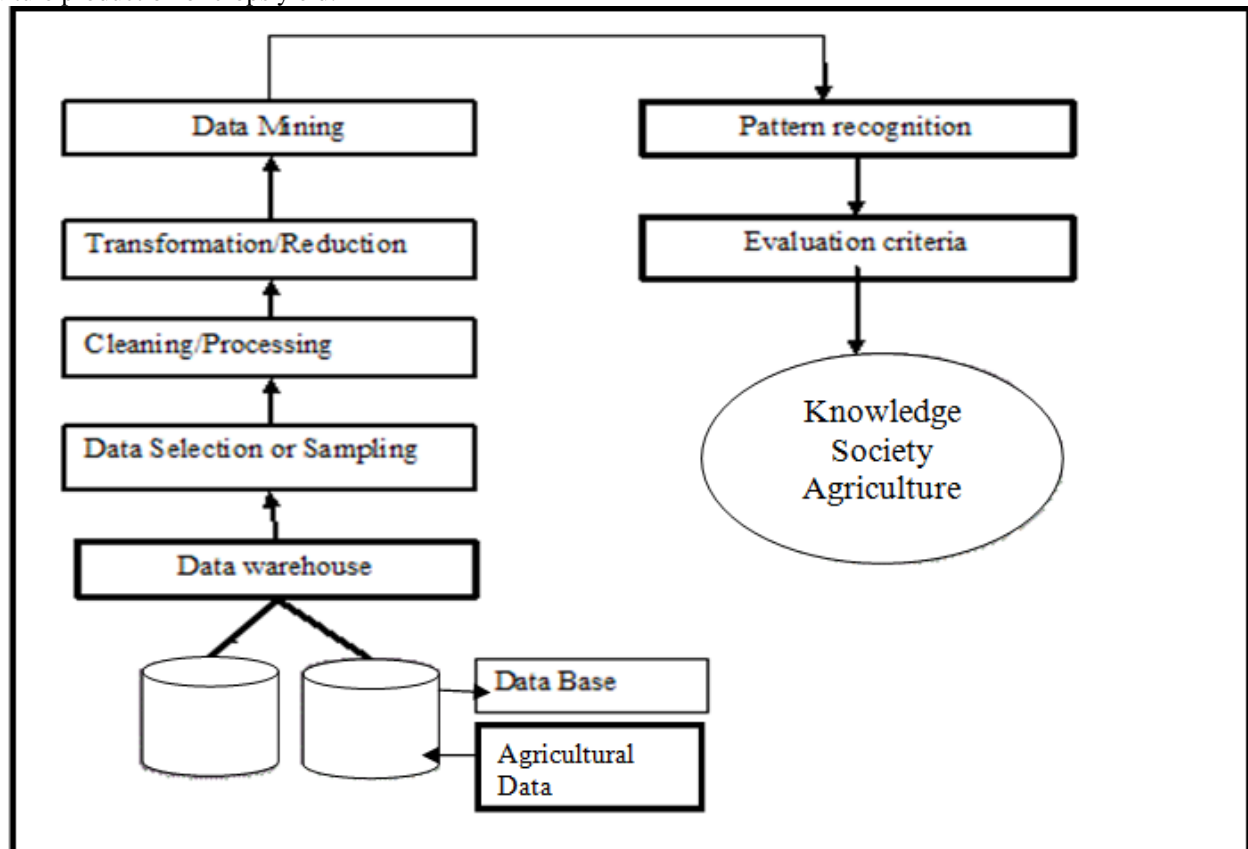 Data Mining
Transformation/Reduction
Cleaning/Processing
Data Selection or Sampling
Data warehouse
Data Base
Agricultural
Data
Pattern recognition
Evaluation criteria
Knowledge
Society
Agriculture